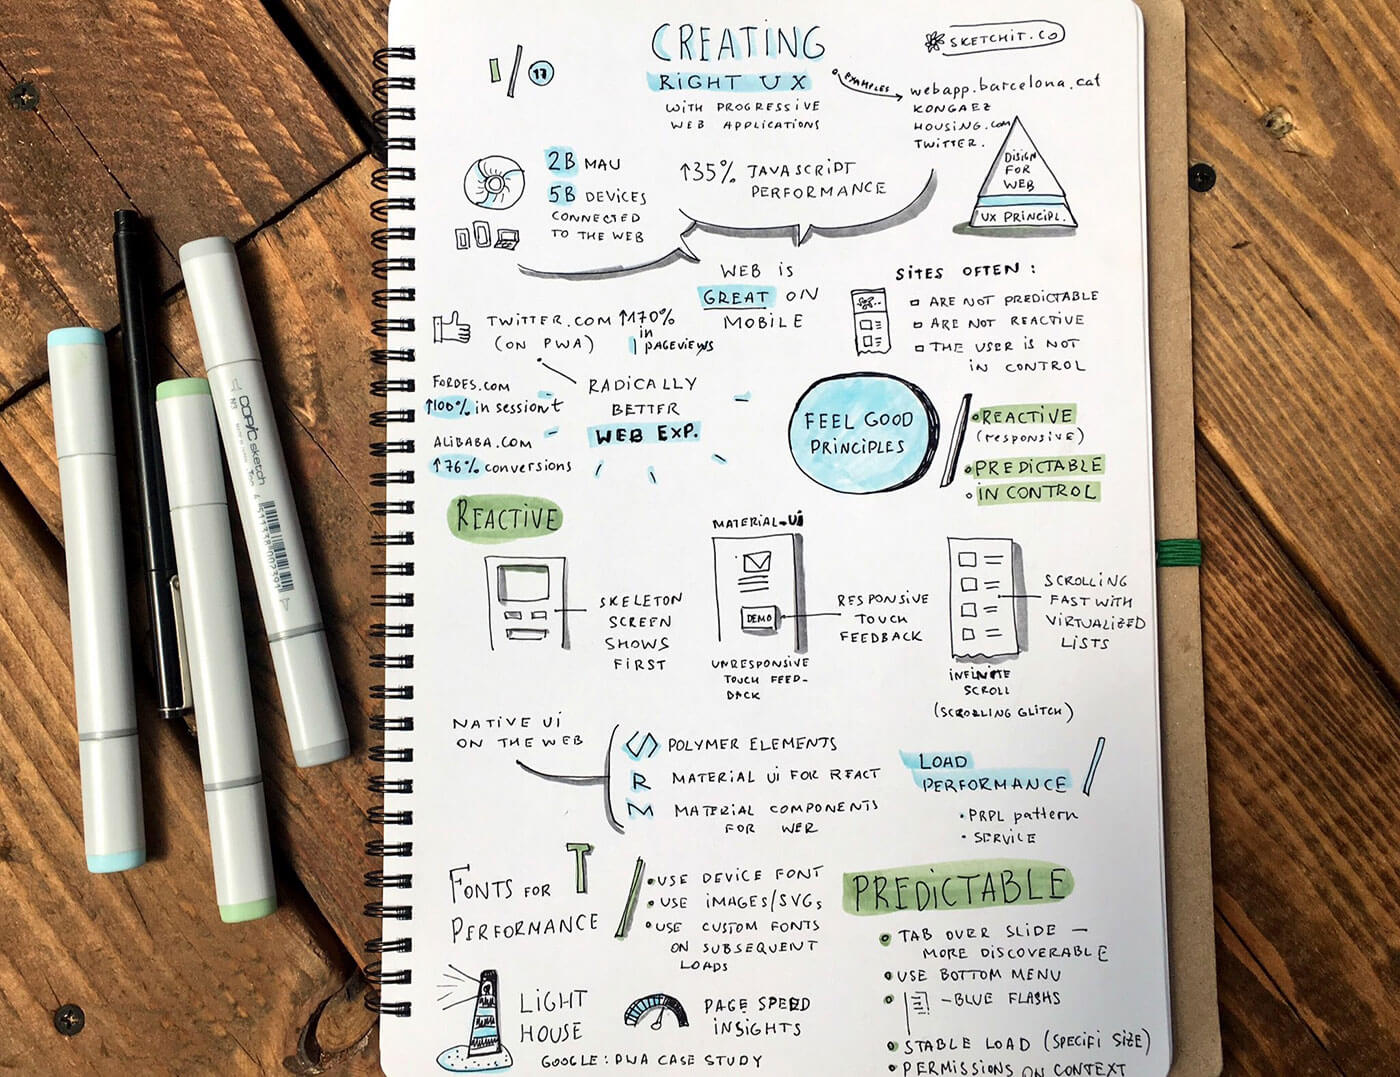 CREATING
RIGHT UX
WITH PROGRESSIVE
WEB APPLICATIONS
17
SKETCHIT.CO
EXAMPLES
webapp.barcelona.cat
KONGAEZ
HOUSING.com
TWITTER.
DISIGN
FOR
WEB
UX PRINCIPL.
2B MAU
5B DEVICES
CONNECTED
TO THE WEB
↑35% JAVASCRIPT
PERFORMANCE
WEB IS
GREAT ON
MOBILE
SITES OFTEN:
ARE NOT PREDICTABLE
ARE NOT REACTIVE
THE USER IS NOT
IN CONTROL
TWITTER.COM ↑170%
(ON PWA)
in
pageviews
FORDES.COM
↑100% in sessiont
ALIBABA.COM
↑76% conversions
RADICALLY
BETTER
WEB EXP.
FEEL GOOD
PRINCIPLES
REACTIVE
(responsive)
PREDICTABLE
IN CONTROL
REACTIVE
SKELETON
SCREEN
SHOWS
FIRST
MATERIAL-Ui
DEMO
UNRESPONSIVE
TOUCH FEED-
BACK
RESPONSIVE
TOUCH
FEEDBACK
SCROLLING
FAST WITH
VIRTUALIZED
LISTS
INFINITE
SCROLL
(SCROLLING GLITCH)
NATIVE Ui
ON THE WEB
POLYMER ELEMENTS
R MATERIAL Ui FOR REACT
M MATERIAL COMPONENTS
FOR WEB
LOAD
PERFORMANCE
• PRPL pattern
• SERVICE
FONTS FOR
PERFORMANCE
T
USE DEVICE FONT
USE iMAGES/SVGs
USE CUSTOM FONTS
ON SUBSEQUENT
LOADS
PREDICTABLE
TAB OVER SLIDE —
MORE DISCOVERABLE
USE BOTTOM MENU
— BLUE FLASHS
STABLE LOAD (SPECIFI SIZE)
PERMISSIONS ON CONTEXT
LIGHT
HOUSE
PAGE SPEED
INSIGHTS
GOOGLE: PWA CASE STUDY
COPIC sketch